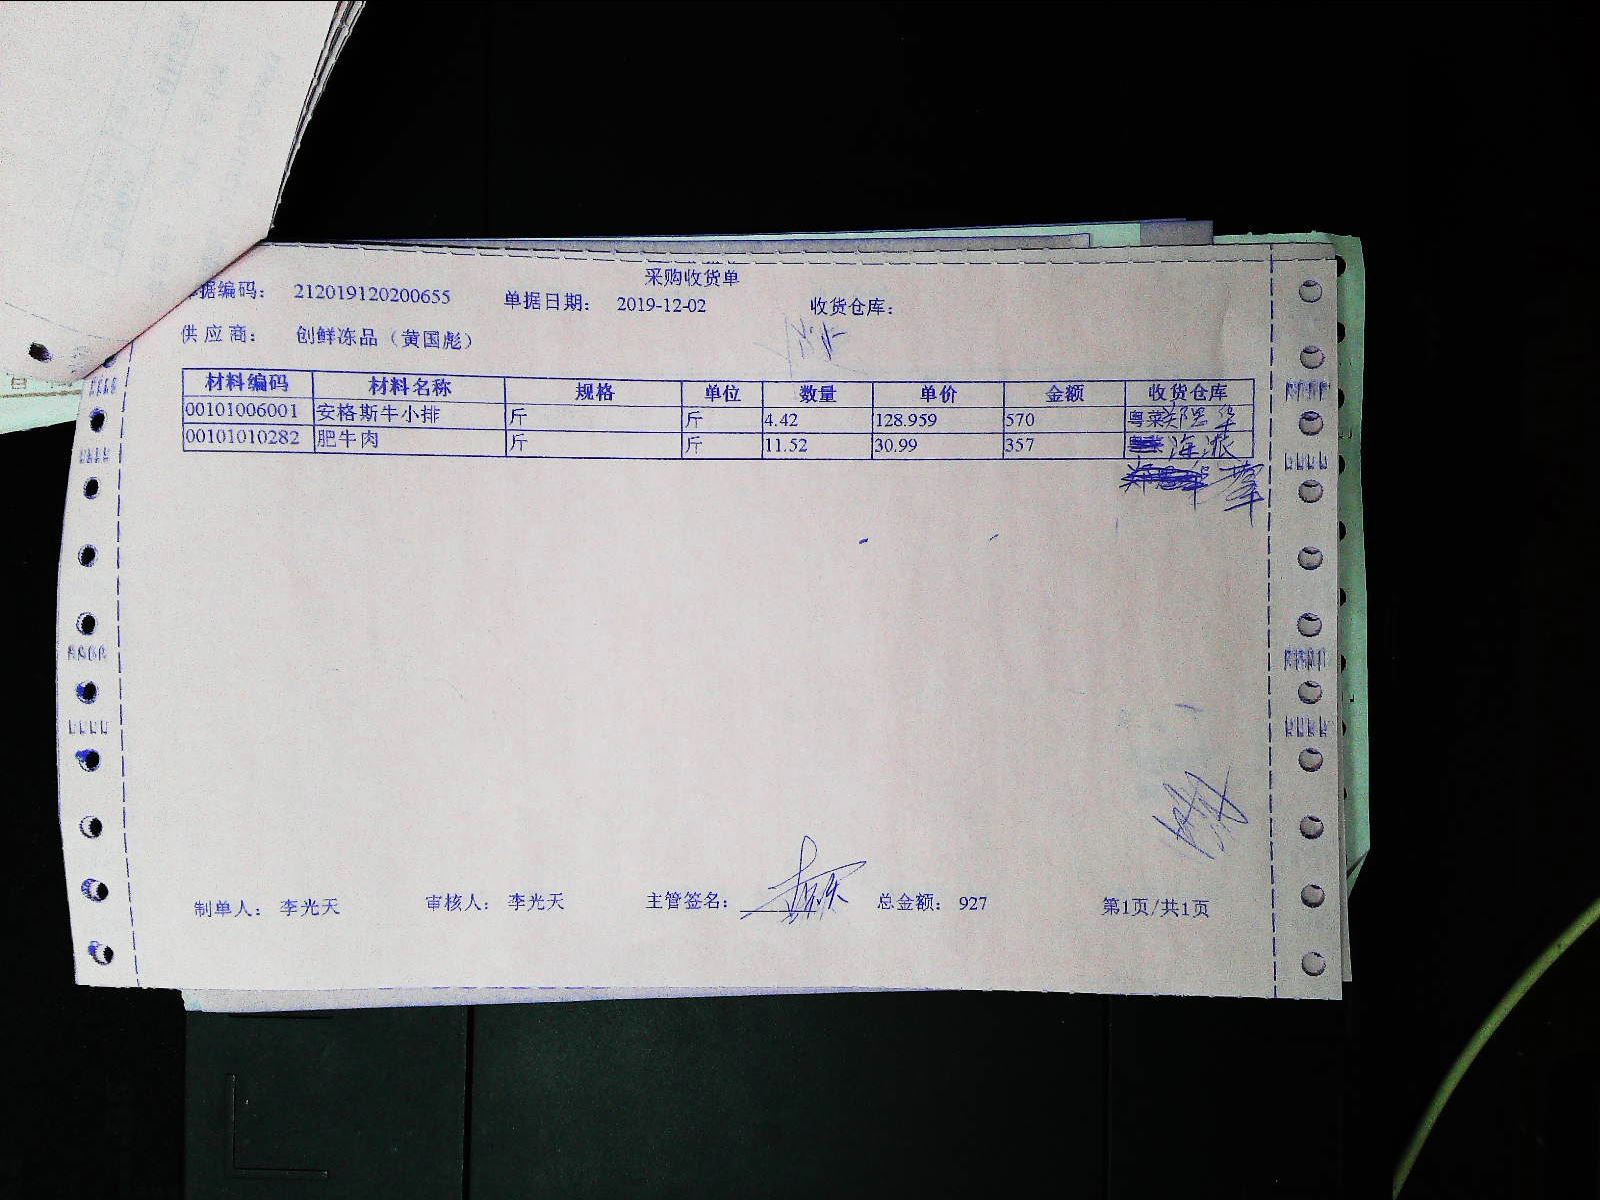 采购收货单
单据编码： 212019120200655 单据日期： 2019-12-02 收货仓库：
供应商： 创鲜冻品（黄国彪）
材料编码 材料名称 规格 单位 数量 单价 金额 收货仓库
00101006001 安格斯牛小排 斤 斤 4.42 128.959 570 粤菜
00101010282 肥牛肉 斤 斤 11.52 30.99 357
制单人： 李光天 审核人： 李光天 主管签名： 总金额： 927 第1页/共1页